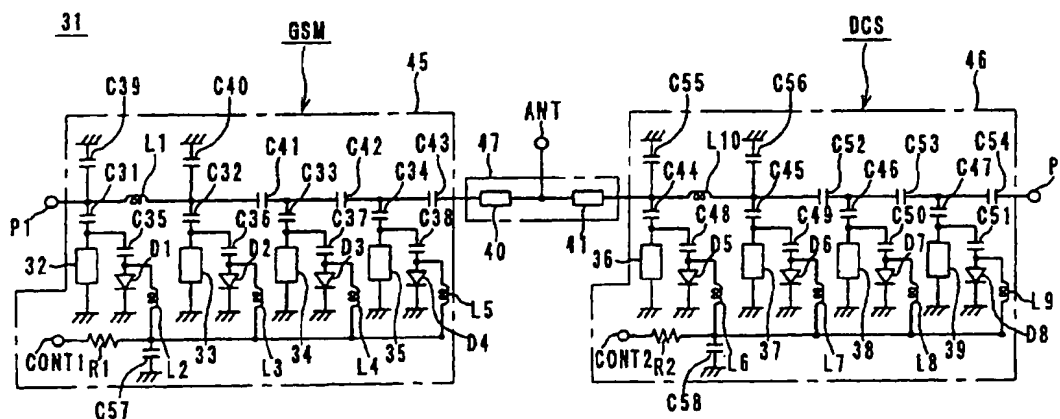 31
GSM
DCS
C39
C40
45
C55
C56
46
L1
C41
C42
C43
47
ANT
L10
C52
C53
C54
C31
C32
C33
C34
C44
C45
C46
C47
P1
P
C35
C36
C37
C38
C48
C49
C50
C51
D1
D2
D3
D5
D6
D7
32
40
41
36
L5
L9
D4
D8
CONT1
R1
33
34
35
CONT2
R2
37
38
39
L2
L3
L4
L6
L7
L8
C57
C58